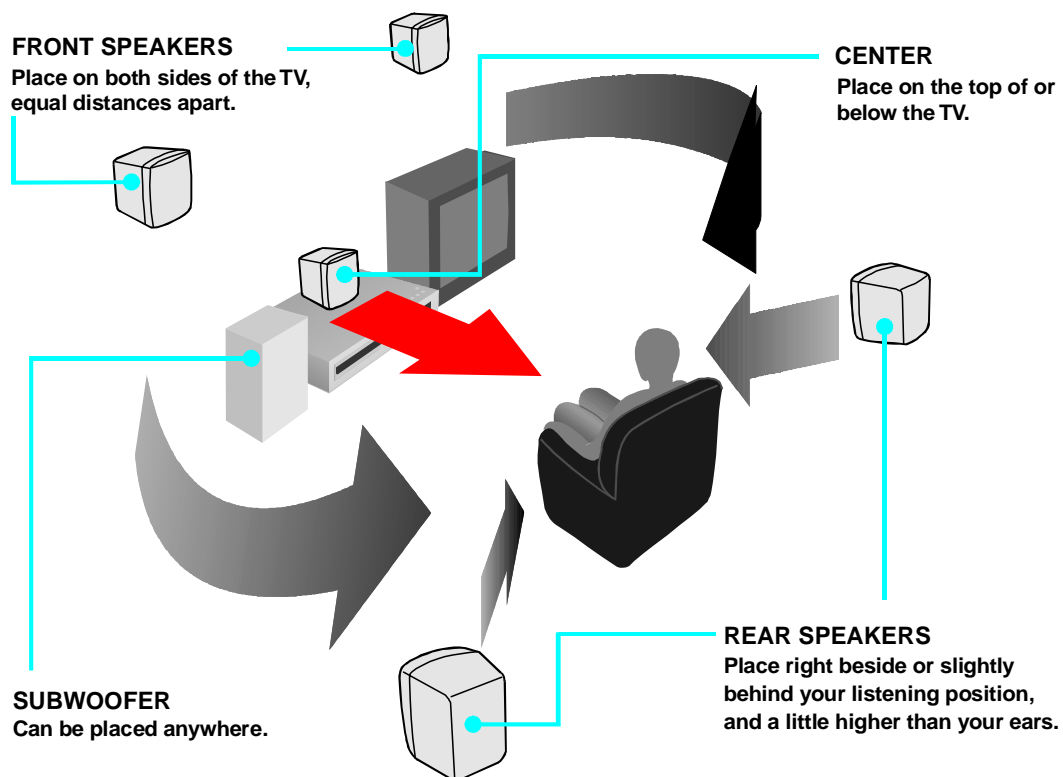 FRONT SPEAKERS
Place on both sides of the TV,
equal distances apart.
CENTER
Place on the top of or
below the TV.
SUBWOOFER
Can be placed anywhere.
REAR SPEAKERS
Place right beside or slightly
behind your listening position,
and a little higher than your ears.